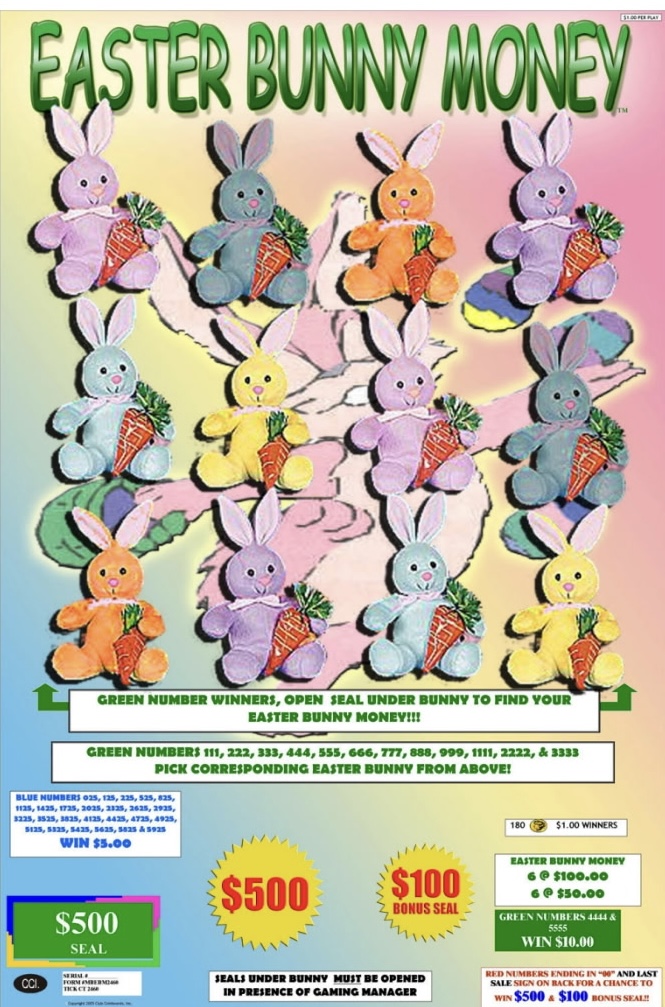 $1.00 PER PLAY
EASTER BUNNY MONEY™
GREEN NUMBER WINNERS, OPEN SEAL UNDER BUNNY TO FIND YOUR
EASTER BUNNY MONEY!!!
GREEN NUMBERS 111, 222, 333, 444, 555, 666, 777, 888, 999, 1111, 2222, & 3333
PICK CORRESPONDING EASTER BUNNY FROM ABOVE!
BLUE NUMBERS 025, 125, 225, 525, 825,
1125, 1425, 1725, 2025, 2325, 2625, 2925,
3225, 3525, 3825, 4125, 4425, 4725, 4925,
5125, 5325, 5425, 5625, 5825 & 5925
WIN $5.00
180 $1.00 WINNERS
EASTER BUNNY MONEY
6 @ $100.00
6 @ $50.00
GREEN NUMBERS 4444 &
5555
WIN $10.00
$500
$100
BONUS SEAL
$500
SEAL
CCI.
SERIAL #
FORM #MBEBM2460
TICK CT 2460
SEALS UNDER BUNNY MUST BE OPENED
IN PRESENCE OF GAMING MANAGER
RED NUMBERS ENDING IN "00" AND LAST
SALE SIGN ON BACK FOR A CHANCE TO
WIN $500 & $100 BONUS SEAL!!